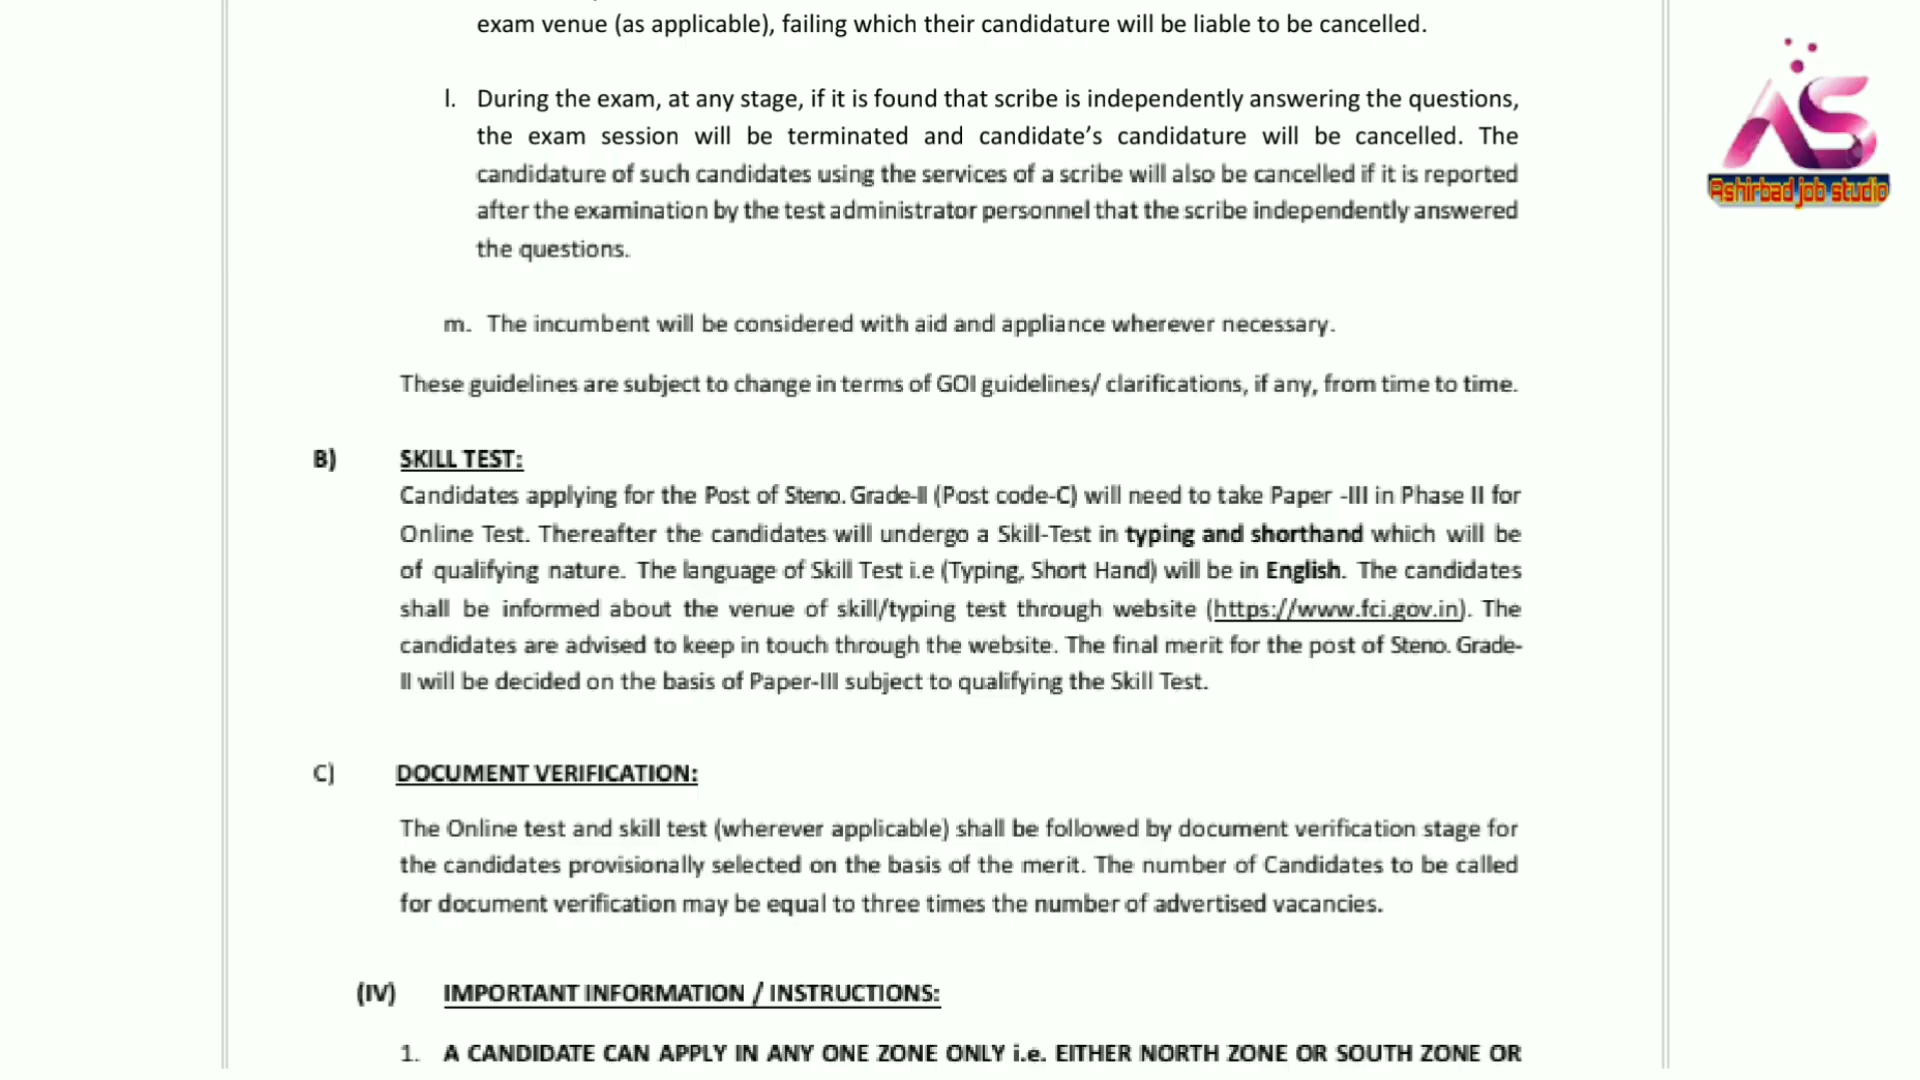 exam venue (as applicable), failing which their candidature will be liable to be cancelled.
l. During the exam, at any stage, if it is found that scribe is independently answering the questions,
the exam session will be terminated and candidate's candidature will be cancelled. The
candidature of such candidates using the services of a scribe will also be cancelled if it is reported
after the examination by the test administrator personnel that the scribe independently answered
the questions.
m. The incumbent will be considered with aid and appliance wherever necessary.
These guidelines are subject to change in terms of GOI guidelines/ clarifications, if any, from time to time.
B) SKILL TEST:
Candidates applying for the Post of Steno. Grade-II (Post code-C) will need to take Paper -III in Phase II for
Online Test. Thereafter the candidates will undergo a Skill-Test in typing and shorthand which will be
of qualifying nature. The language of Skill Test i.e (Typing, Short Hand) will be in English. The candidates
shall be informed about the venue of skill/typing test through website (https://www.fci.gov.in). The
candidates are advised to keep in touch through the website. The final merit for the post of Steno. Grade-
II will be decided on the basis of Paper-III subject to qualifying the Skill Test.
C) DOCUMENT VERIFICATION:
The Online test and skill test (wherever applicable) shall be followed by document verification stage for
the candidates provisionally selected on the basis of the merit. The number of Candidates to be called
for document verification may be equal to three times the number of advertised vacancies.
(IV) IMPORTANT INFORMATION / INSTRUCTIONS:
1. A CANDIDATE CAN APPLY IN ANY ONE ZONE ONLY i.e. EITHER NORTH ZONE OR SOUTH ZONE OR
AS
Ashirbad job studio